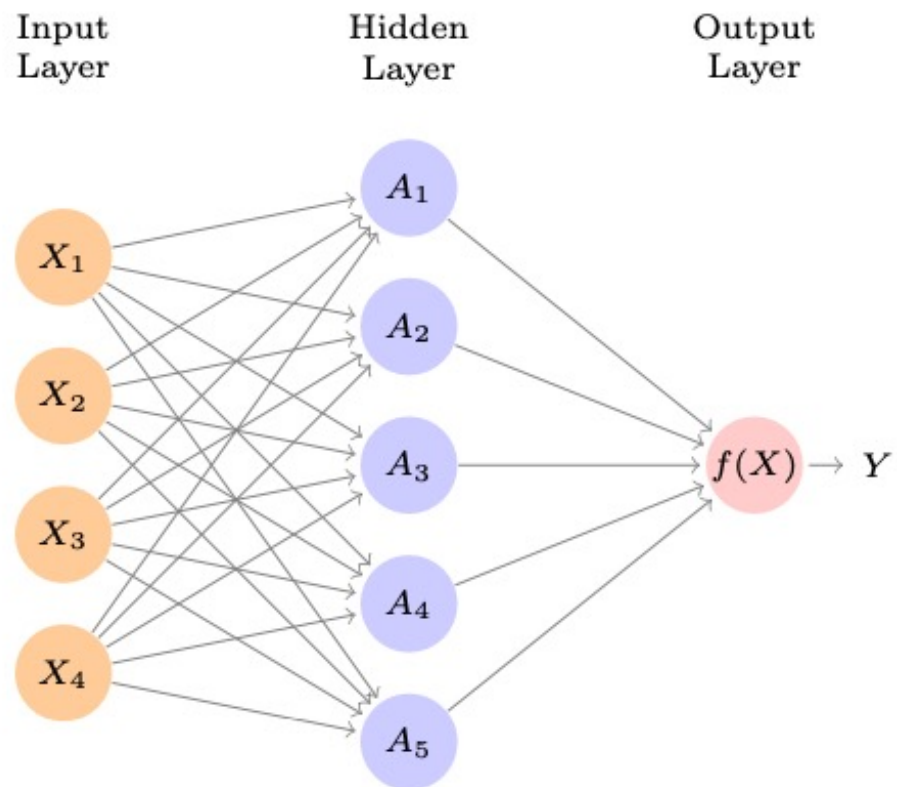 Input
Layer
Hidden
Layer
Output
Layer
X₁
X₂
X₃
X₄
A₁
A₂
A₃
A₄
A₅
f(X)
Y